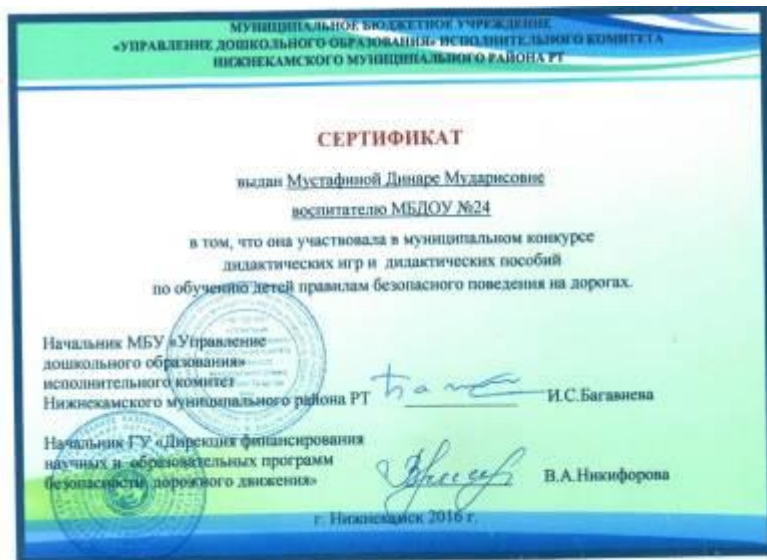 МУНИЦИПАЛЬНОЕ БЮДЖЕТНОЕ УЧРЕЖДЕНИЕ
«УПРАВЛЕНИЕ ДОШКОЛЬНОГО ОБРАЗОВАНИЯ» ИСПОЛНИТЕЛЬНОГО КОМИТЕТА
НИЖНЕКАМСКОГО МУНИЦИПАЛЬНОГО РАЙОНА РТ
СЕРТИФИКАТ
выдан Мустафиной Динаре Мударисовне
воспитателю МБДОУ №24
в том, что она участвовала в муниципальном конкурсе
дидактических игр и дидактических пособий
по обучению детей правилам безопасного поведения на дорогах.
Начальник МБУ «Управление
дошкольного образования»
исполнительного комитет
Нижнекамского муниципального района РТ
И.С.Багавиева
Начальник ГУ «Дирекция финансирования
научных и образовательных программ
безопасности дорожного движения»
В.А.Никифорова
г. Нижнекамск 2016 г.